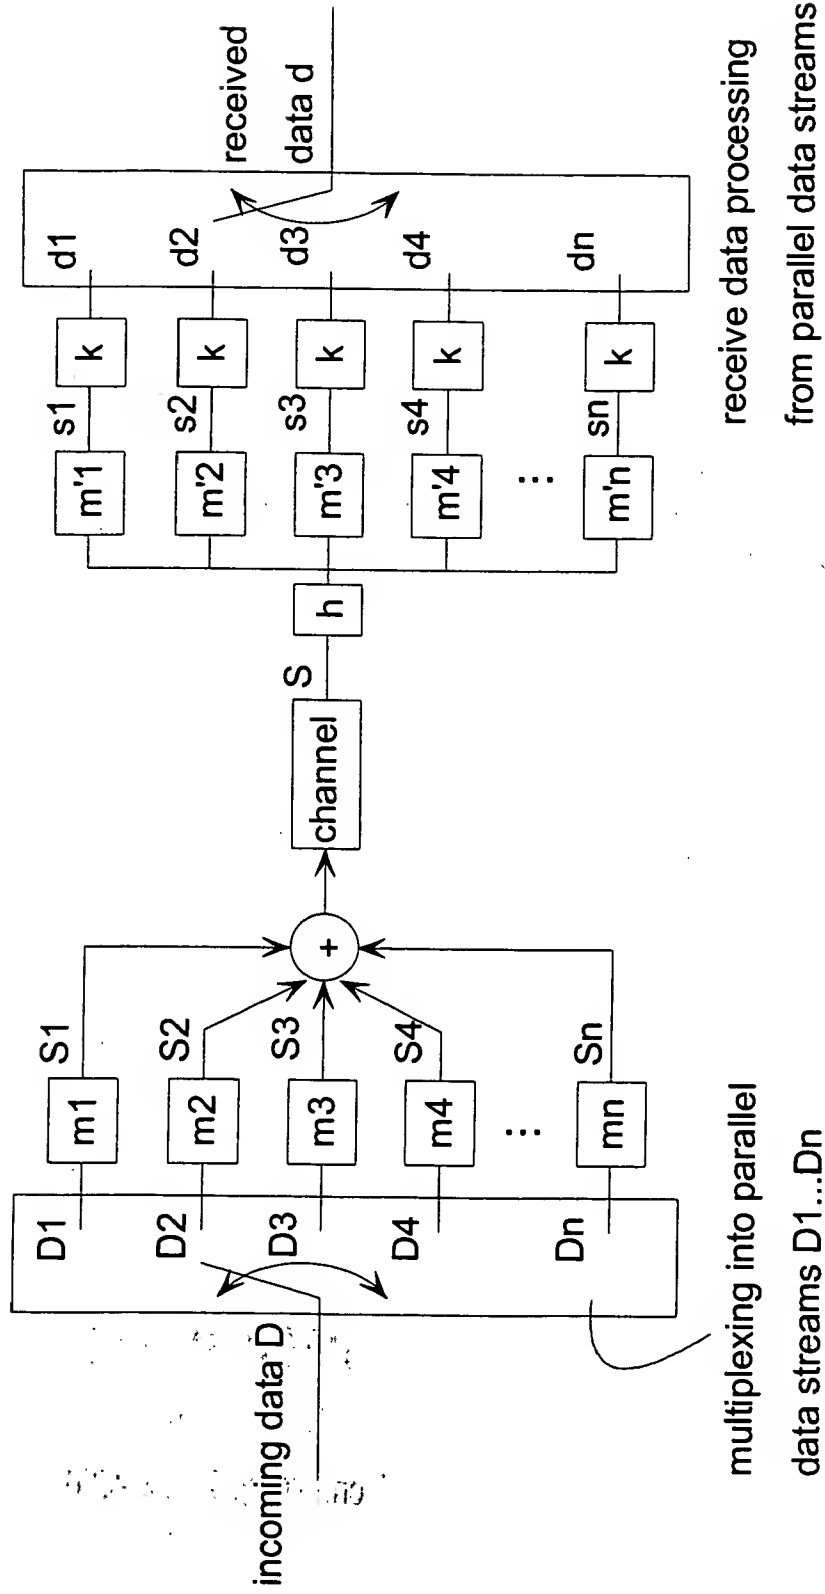 incoming data D
D1
D2
D3
D4
Dn
multiplexing into parallel
data streams D1...Dn
m1
m2
m3
m4
...
mn
S1
S2
S3
S4
Sn
+
channel
S
h
m'1
m'2
m'3
m'4
...
m'n
s1
s2
s3
s4
sn
k
k
k
k
k
d1
d2
d3
d4
dn
received
data d
receive data processing
from parallel data streams